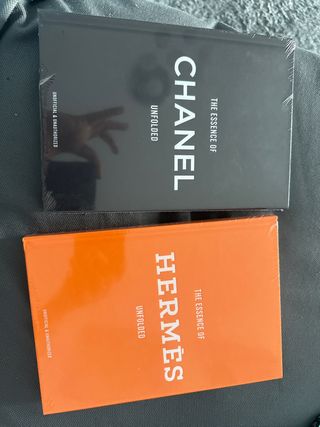 THE ESSENCE OF
CHANEL
UNFOLDED
UNOFFICIAL & UNAUTHORIZED
THE ESSENCE OF
HERMÈS
UNFOLDED
UNOFFICIAL & UNAUTHORIZED